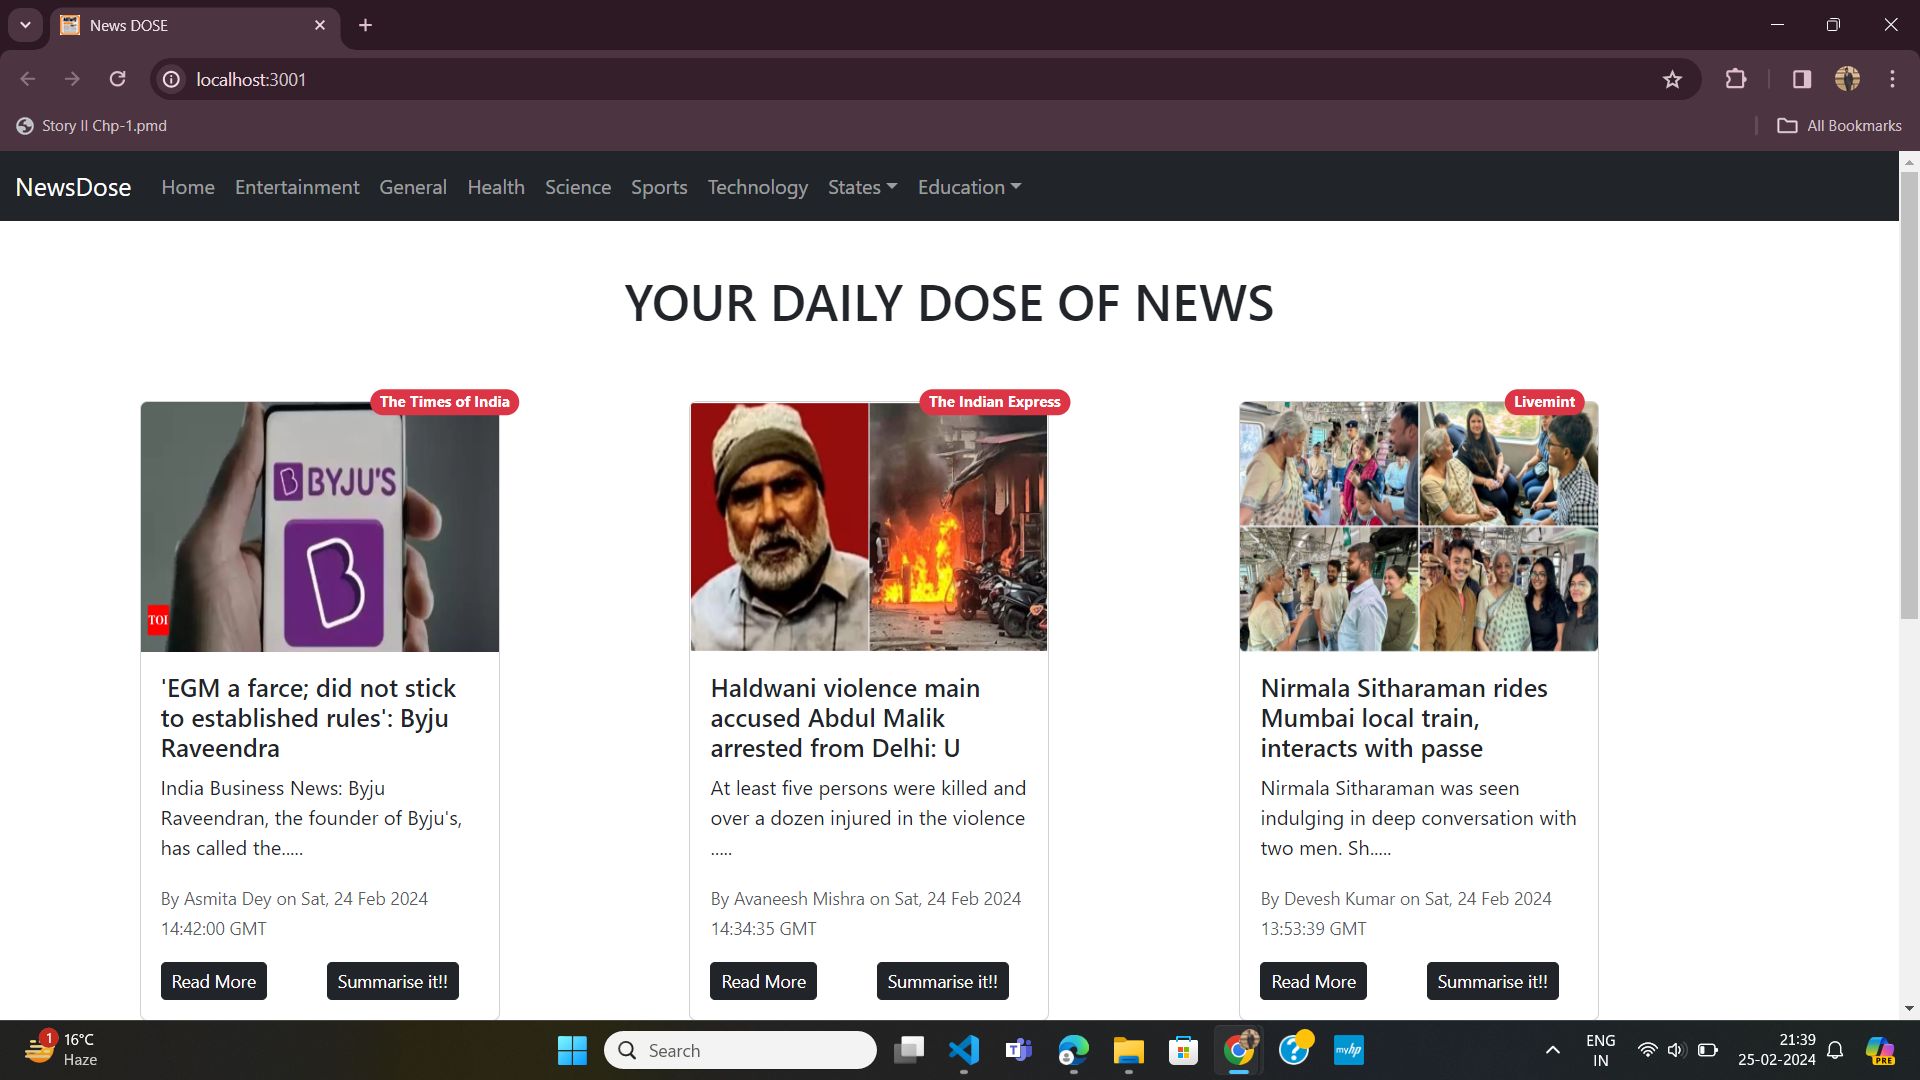 News DOSE
localhost:3001
Story II Chp-1.pmd
All Bookmarks
NewsDose Home Entertainment General Health Science Sports Technology States Education
YOUR DAILY DOSE OF NEWS
The Times of India
BYJU'S
TOI
'EGM a farce; did not stick
to established rules': Byju
Raveendra
India Business News: Byju
Raveendran, the founder of Byju's,
has called the.....
By Asmita Dey on Sat, 24 Feb 2024
14:42:00 GMT
Read More Summarise it!!
The Indian Express
Haldwani violence main
accused Abdul Malik
arrested from Delhi: U
At least five persons were killed and
over a dozen injured in the violence
.....
By Avaneesh Mishra on Sat, 24 Feb 2024
14:34:35 GMT
Read More Summarise it!!
Livemint
Nirmala Sitharaman rides
Mumbai local train,
interacts with passe
Nirmala Sitharaman was seen
indulging in deep conversation with
two men. Sh.....
By Devesh Kumar on Sat, 24 Feb 2024
13:53:39 GMT
Read More Summarise it!!
1
16°C
Haze
Search
myhp
ENG
IN
21:39
25-02-2024
PRE